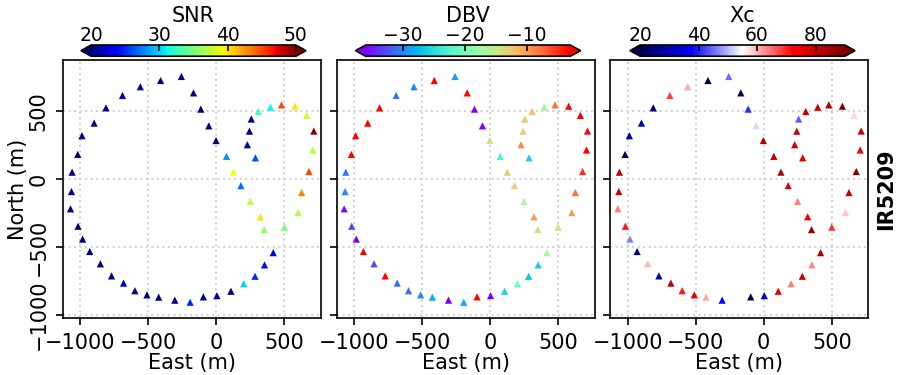 SNR DBV Xc
20 30 40 50 −30 −20 −10 20 40 60 80
North (m)
500
0
−500
−1000
IR5209
−1000 −500 0 500 −1000 −500 0 500 −1000 −500 0 500
East (m) East (m) East (m)